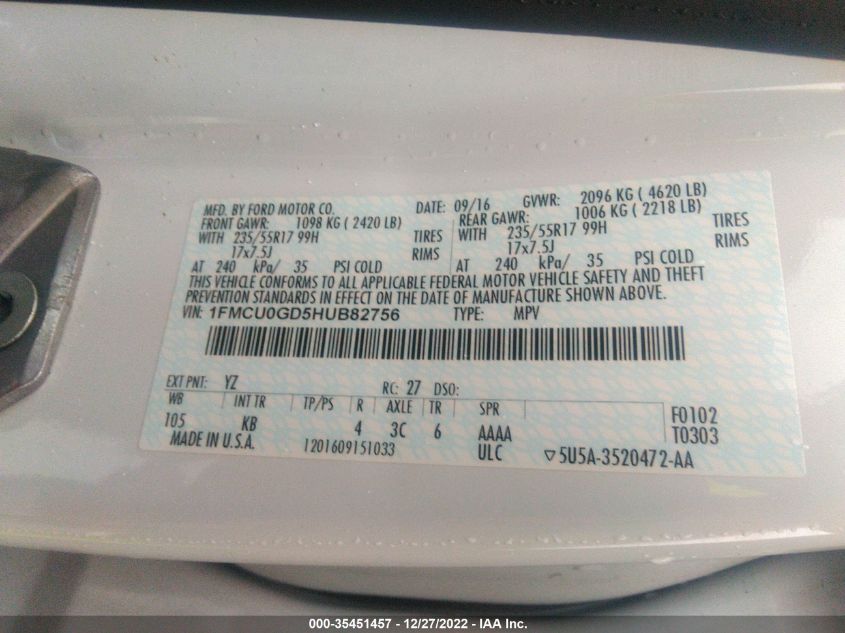 MFD. BY FORD MOTOR CO. DATE: 09/16 GVWR: 2096 KG ( 4620 LB)
FRONT GAWR: 1098 KG ( 2420 LB) REAR GAWR: 1006 KG ( 2218 LB)
WITH 235/55R17 99H TIRES WITH 235/55R17 99H TIRES
17x7.5J RIMS 17x7.5J RIMS
AT 240 kPa/ 35 PSI COLD AT 240 kPa/ 35 PSI COLD
THIS VEHICLE CONFORMS TO ALL APPLICABLE FEDERAL MOTOR VEHICLE SAFETY AND THEFT
PREVENTION STANDARDS IN EFFECT ON THE DATE OF MANUFACTURE SHOWN ABOVE.
VIN: 1FMCU0GD5HUB82756 TYPE: MPV
EXT PNT: YZ RC: 27 DSO:
WB INT TR TP/PS R AXLE TR SPR F0102
105 KB 4 3C 6 AAAA T0303
MADE IN U.S.A. 1201609151033 ULC ▽5U5A-3520472-AA
000-35451457 - 12/27/2022 - IAA Inc.